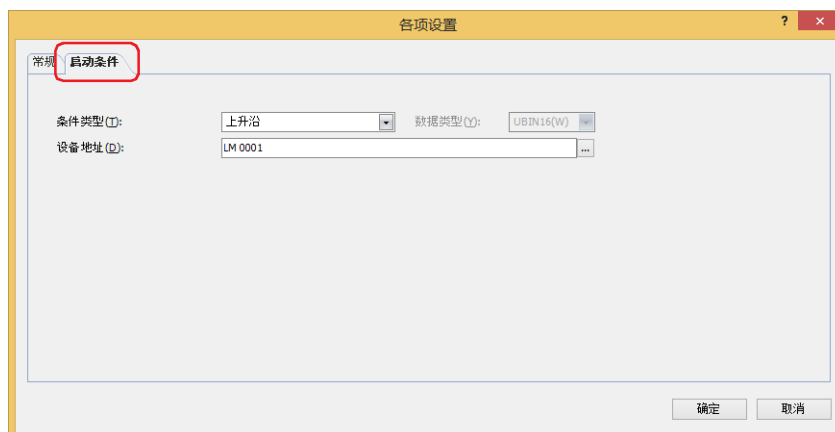 各项设置
? ×
常规 启动条件
条件类型(T): 上升沿 数据类型(Y): UBIN16(W)
设备地址(D): LM 0001 ...
确定 取消